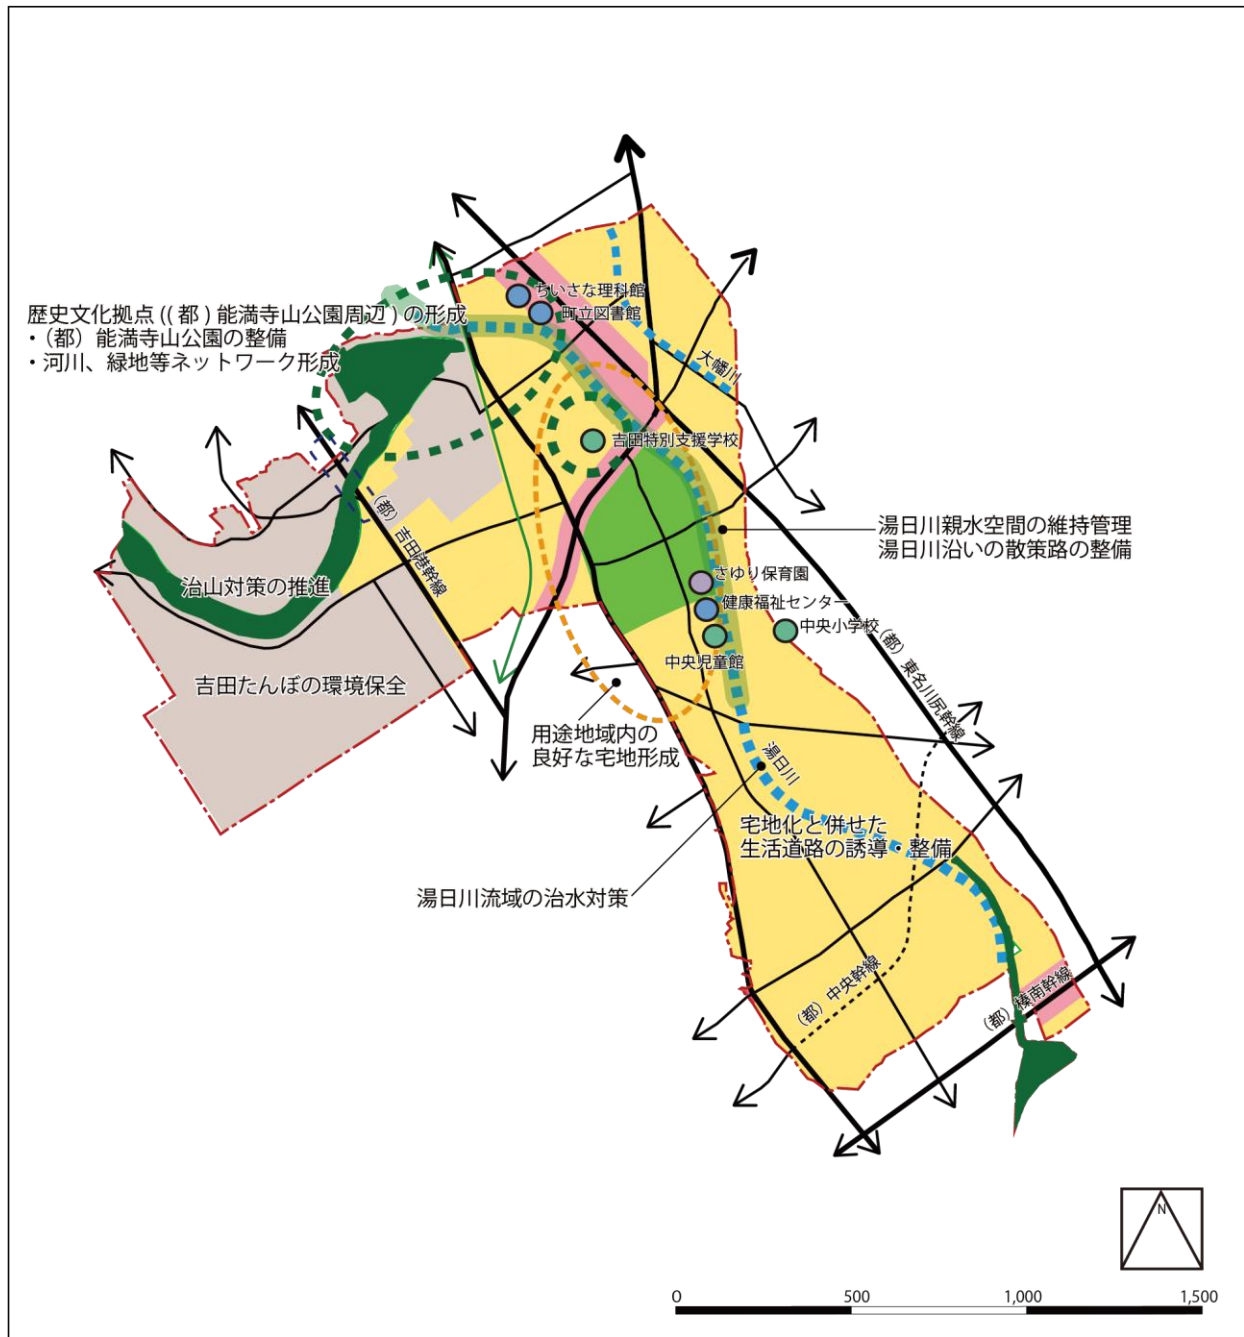 ちいさな理科館
町立図書館
歴史文化拠点 ((都) 能満寺山公園周辺) の形成
・(都) 能満寺山公園の整備
・河川、緑地等ネットワーク形成
大幡川
吉田特別支援学校
(都) 吉田港幹線
湯日川親水空間の維持管理
湯日川沿いの散策路の整備
治山対策の推進
さゆり保育園
健康福祉センター
中央小学校
中央児童館
(都) 東名川尻幹線
吉田たんぼの環境保全
用途地域内の
良好な宅地形成
湯日川
宅地化と併せた
生活道路の誘導・整備
湯日川流域の治水対策
(都) 中央幹線
(都) 榛南幹線
N
0 500 1,000 1,500